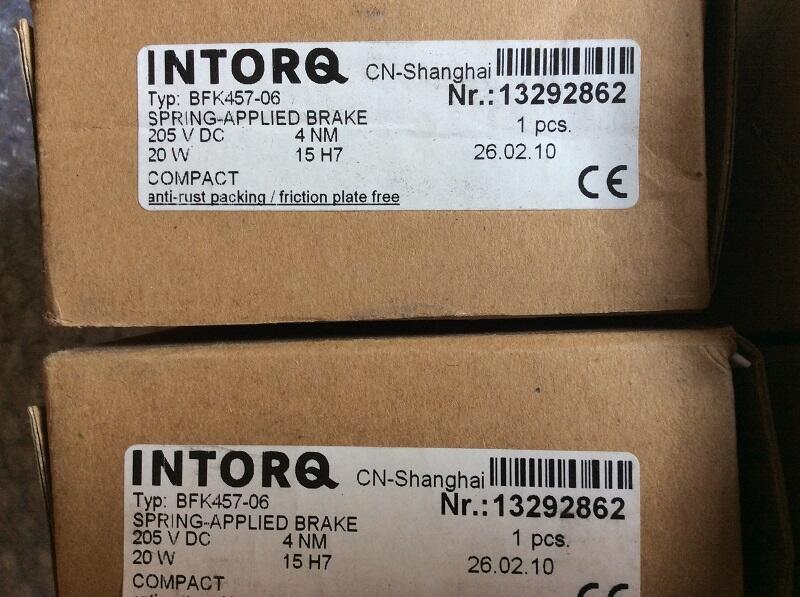 INTORQ CN-Shanghai
Typ: BFK457-06 Nr.:13292862
SPRING-APPLIED BRAKE 1 pcs.
205 V DC 4 NM
20 W 15 H7 26.02.10
COMPACT CE
anti-rust packing / friction plate free
INTORQ CN-Shanghai
Typ: BFK457-06 Nr.:13292862
SPRING-APPLIED BRAKE
205 V DC 4 NM 1 pcs.
20 W 15 H7 26.02.10
COMPACT CE